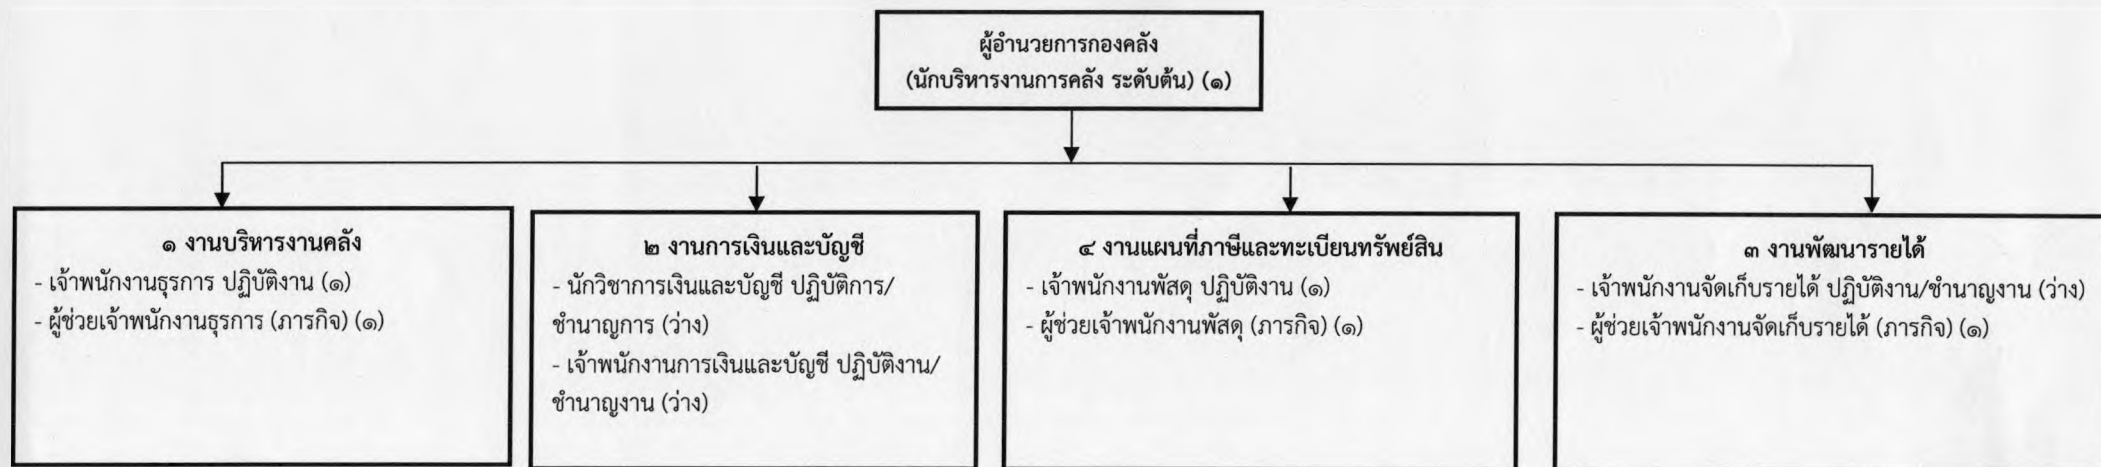 ผู้อำนวยการกองคลัง
(นักบริหารงานการคลัง ระดับต้น) (๑)
๑ งานบริหารงานคลัง
- เจ้าพนักงานธุรการ ปฏิบัติงาน (๑)
- ผู้ช่วยเจ้าพนักงานธุรการ (ภารกิจ) (๑)
๒ งานการเงินและบัญชี
- นักวิชาการเงินและบัญชี ปฏิบัติการ/
ชำนาญการ (ว่าง)
- เจ้าพนักงานการเงินและบัญชี ปฏิบัติงาน/
ชำนาญงาน (ว่าง)
๔ งานแผนที่ภาษีและทะเบียนทรัพย์สิน
- เจ้าพนักงานพัสดุ ปฏิบัติงาน (๑)
- ผู้ช่วยเจ้าพนักงานพัสดุ (ภารกิจ) (๑)
๓ งานพัฒนารายได้
- เจ้าพนักงานจัดเก็บรายได้ ปฏิบัติงาน/ชำนาญงาน (ว่าง)
- ผู้ช่วยเจ้าพนักงานจัดเก็บรายได้ (ภารกิจ) (๑)